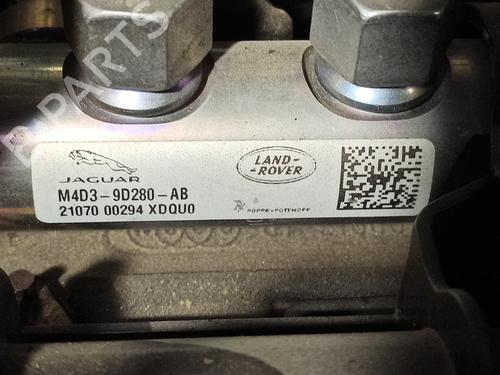 B-PARTS
JAGUAR
LAND-
-ROVER
M4D3-9D280-AB
21070 00294 XDQU0
POPPE+POTTHOFF